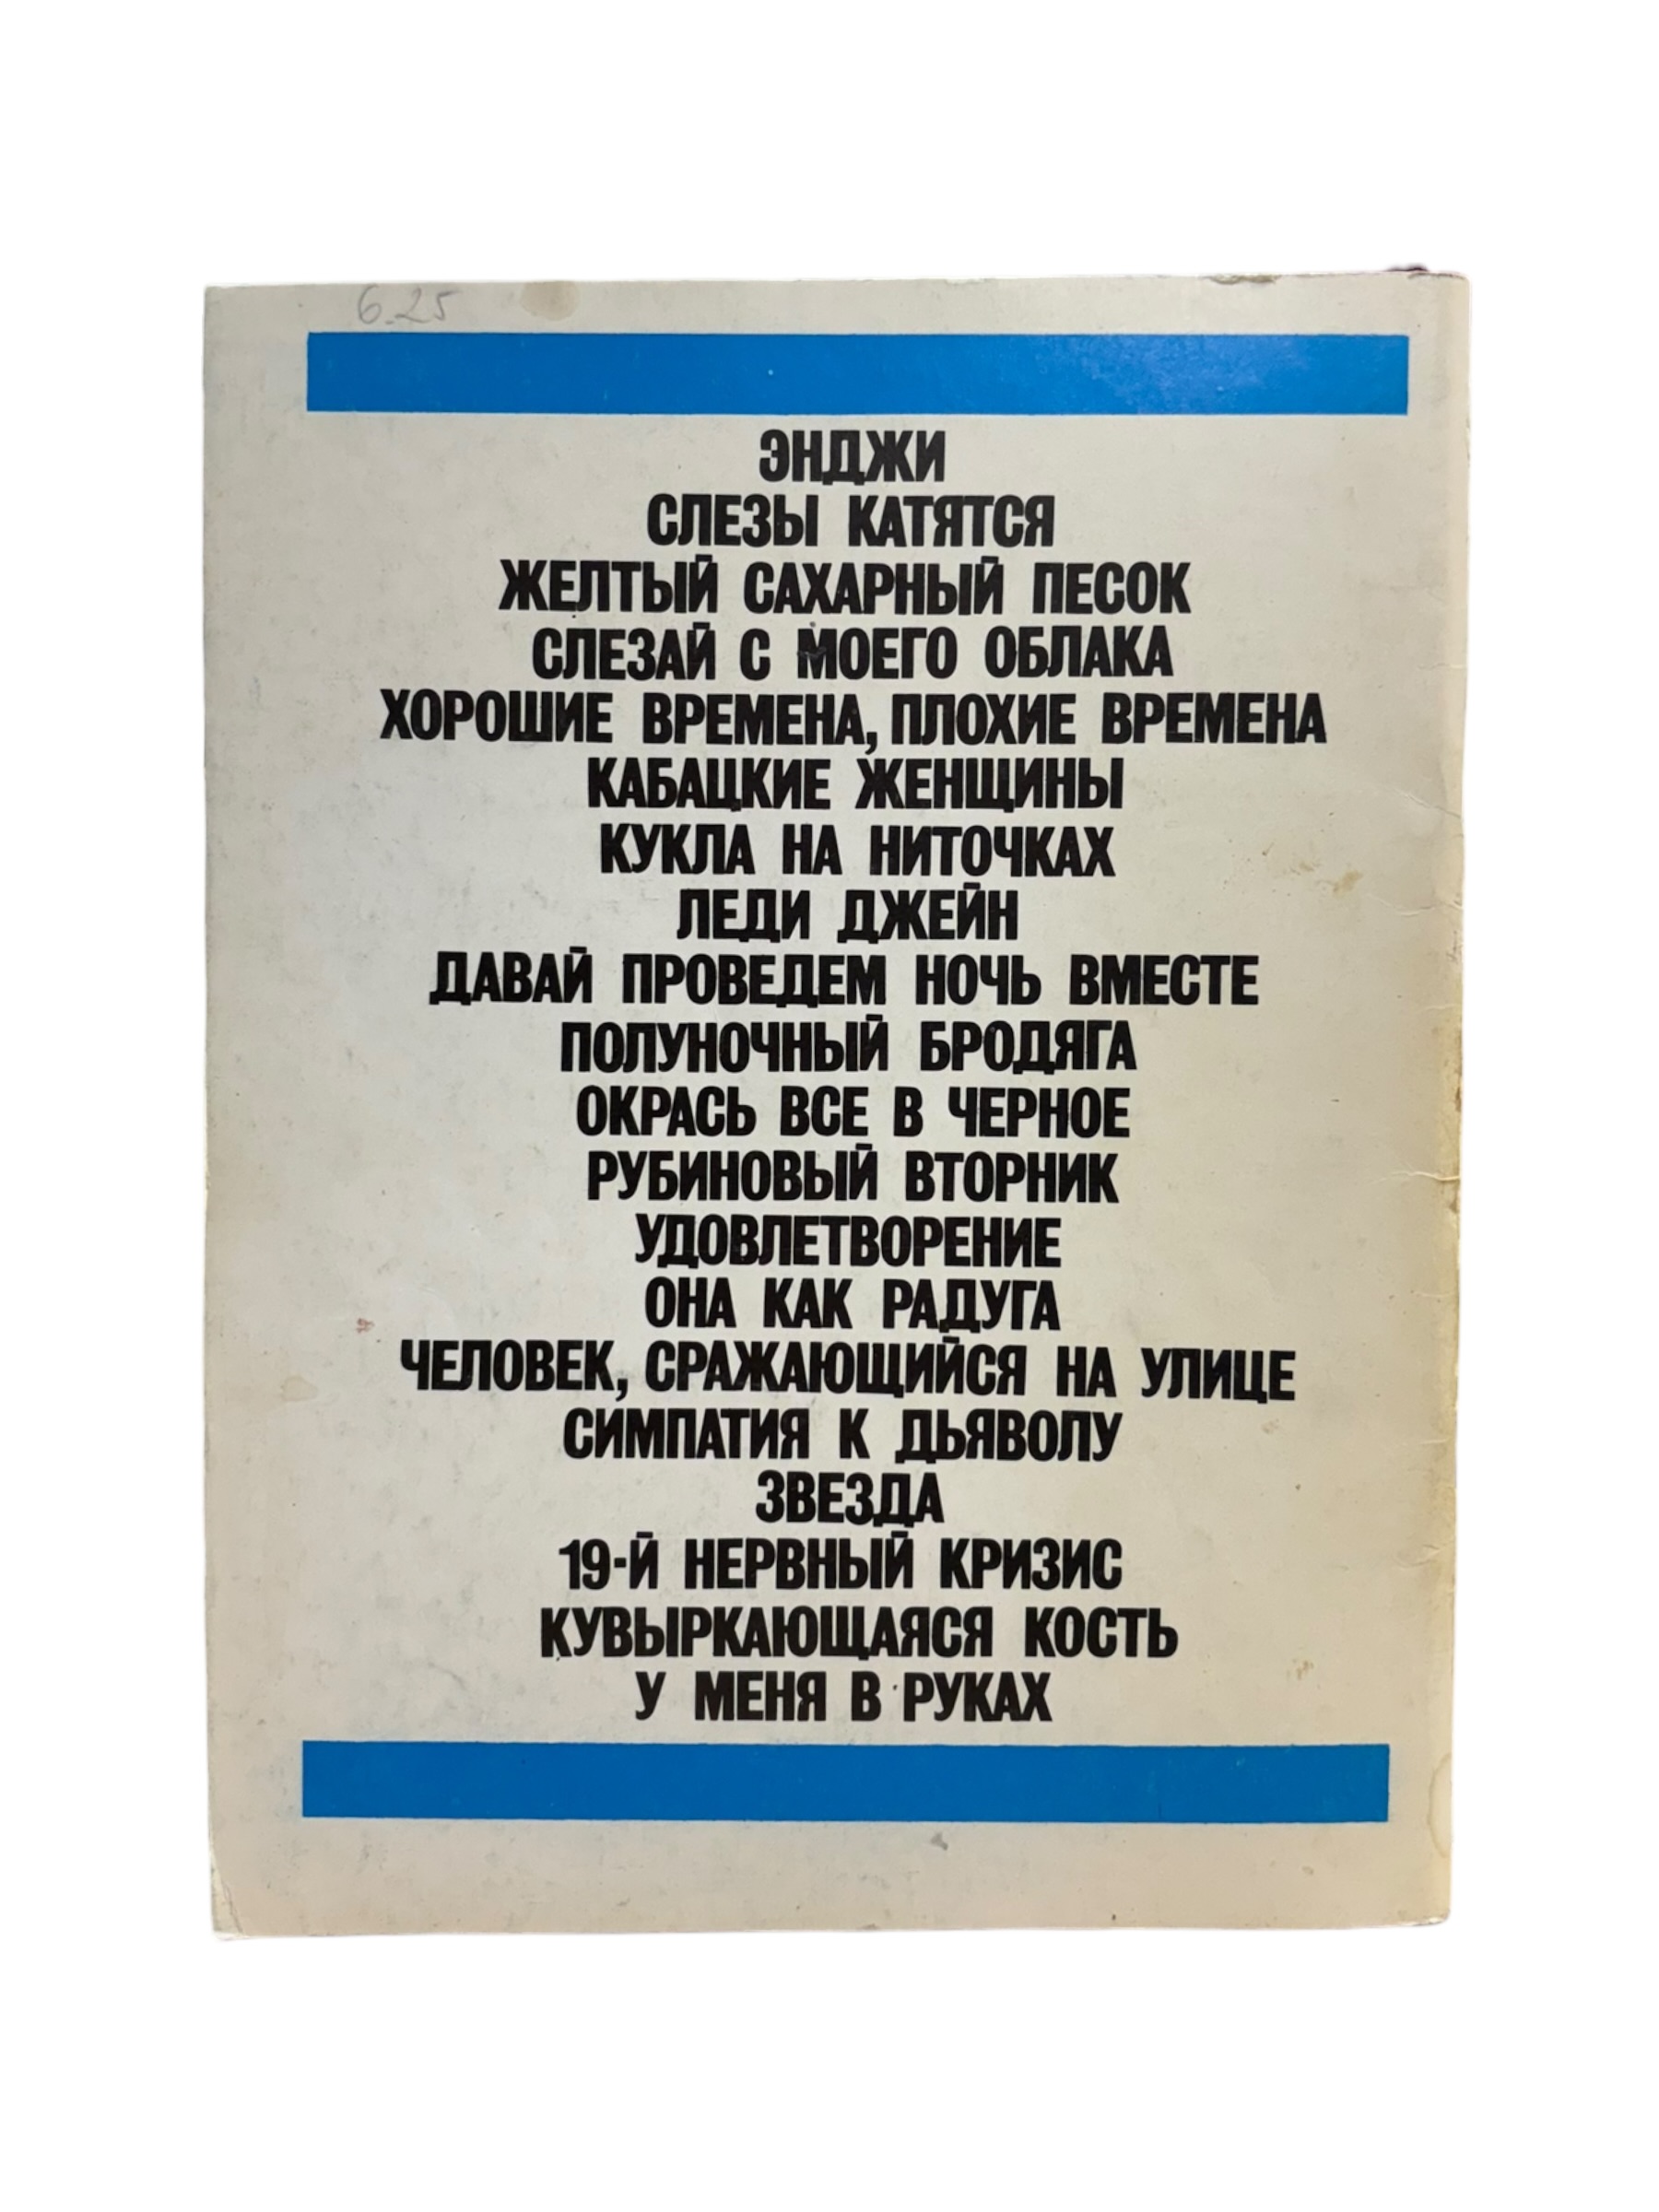 6.25
ЭНДЖИ
СЛЕЗЫ КАТЯТСЯ
ЖЕЛТЫЙ САХАРНЫЙ ПЕСОК
СЛЕЗАЙ С МОЕГО ОБЛАКА
ХОРОШИЕ ВРЕМЕНА, ПЛОХИЕ ВРЕМЕНА
КАБАЦКИЕ ЖЕНЩИНЫ
КУКЛА НА НИТОЧКАХ
ЛЕДИ ДЖЕЙН
ДАВАЙ ПРОВЕДЕМ НОЧЬ ВМЕСТЕ
ПОЛУНОЧНЫЙ БРОДЯГА
ОКРАСЬ ВСЕ В ЧЕРНОЕ
РУБИНОВЫЙ ВТОРНИК
УДОВЛЕТВОРЕНИЕ
ОНА КАК РАДУГА
ЧЕЛОВЕК, СРАЖАЮЩИЙСЯ НА УЛИЦЕ
СИМПАТИЯ К ДЬЯВОЛУ
ЗВЕЗДА
19-Й НЕРВНЫЙ КРИЗИС
КУВЫРКАЮЩАЯСЯ КОСТЬ
У МЕНЯ В РУКАХ